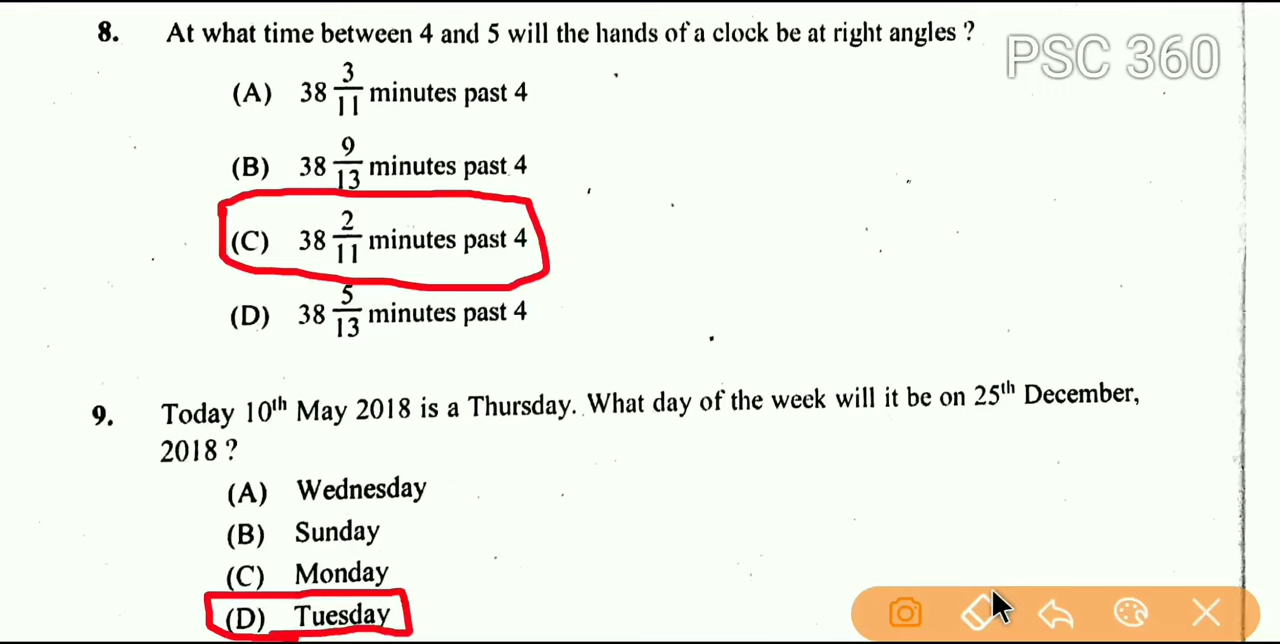 8. At what time between 4 and 5 will the hands of a clock be at right angles ?
PSC 360
(A) 38 3/11 minutes past 4
(B) 38 9/13 minutes past 4
(C) 38 2/11 minutes past 4
(D) 38 5/13 minutes past 4
9. Today 10th May 2018 is a Thursday. What day of the week will it be on 25th December,
2018 ?
(A) Wednesday
(B) Sunday
(C) Monday
(D) Tuesday